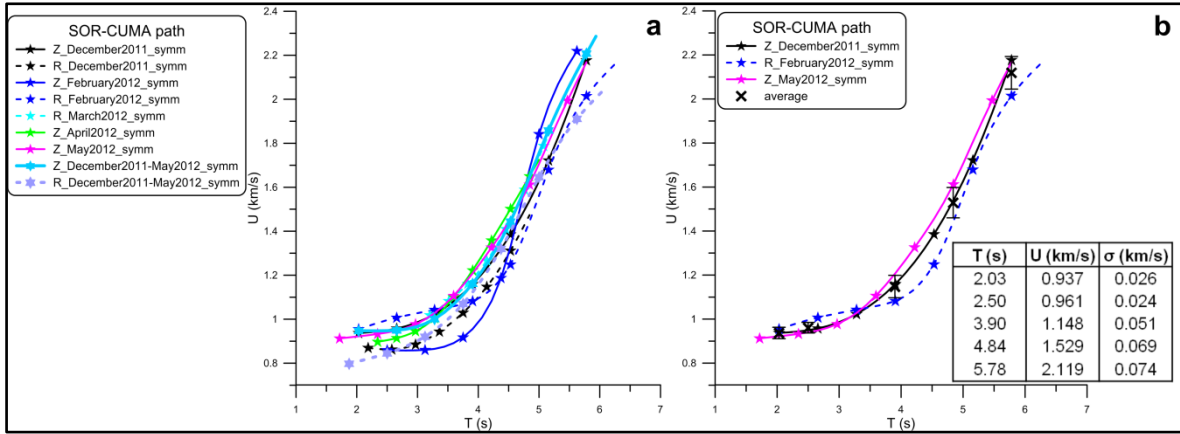 SOR-CUMA path
Z_December2011_symm
R_December2011_symm
Z_February2012_symm
R_February2012_symm
R_March2012_symm
Z_April2012_symm
Z_May2012_symm
Z_December2011-May2012_symm
R_December2011-May2012_symm
a
2.4
2.2
2
1.8
1.6
1.4
1.2
1
0.8
U (km/s)
1 2 3 4 5 6 7
T (s)
SOR-CUMA path
Z_December2011_symm
R_February2012_symm
Z_May2012_symm
average
b
2.4
2.2
2
1.8
1.6
1.4
1.2
1
0.8
U (km/s)
1 2 3 4 5 6 7
T (s)
T (s) U (km/s) σ (km/s)
2.03 0.937 0.026
2.50 0.961 0.024
3.90 1.148 0.051
4.84 1.529 0.069
5.78 2.119 0.074